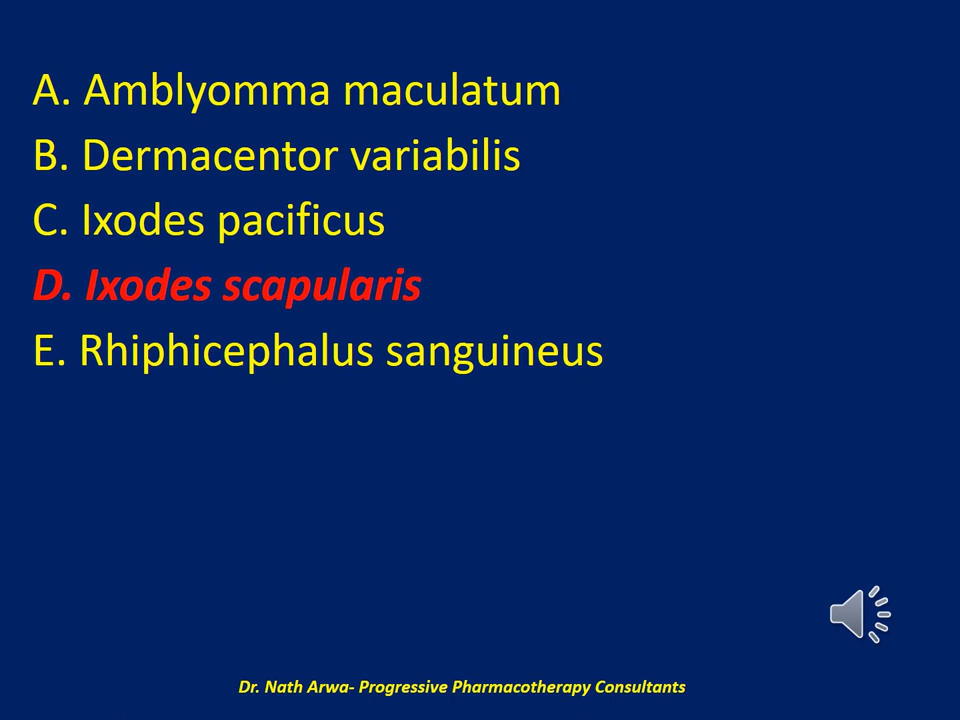 A. Amblyomma maculatum
B. Dermacentor variabilis
C. Ixodes pacificus
D. Ixodes scapularis
E. Rhiphicephalus sanguineus
Dr. Nath Arwa- Progressive Pharmacotherapy Consultants